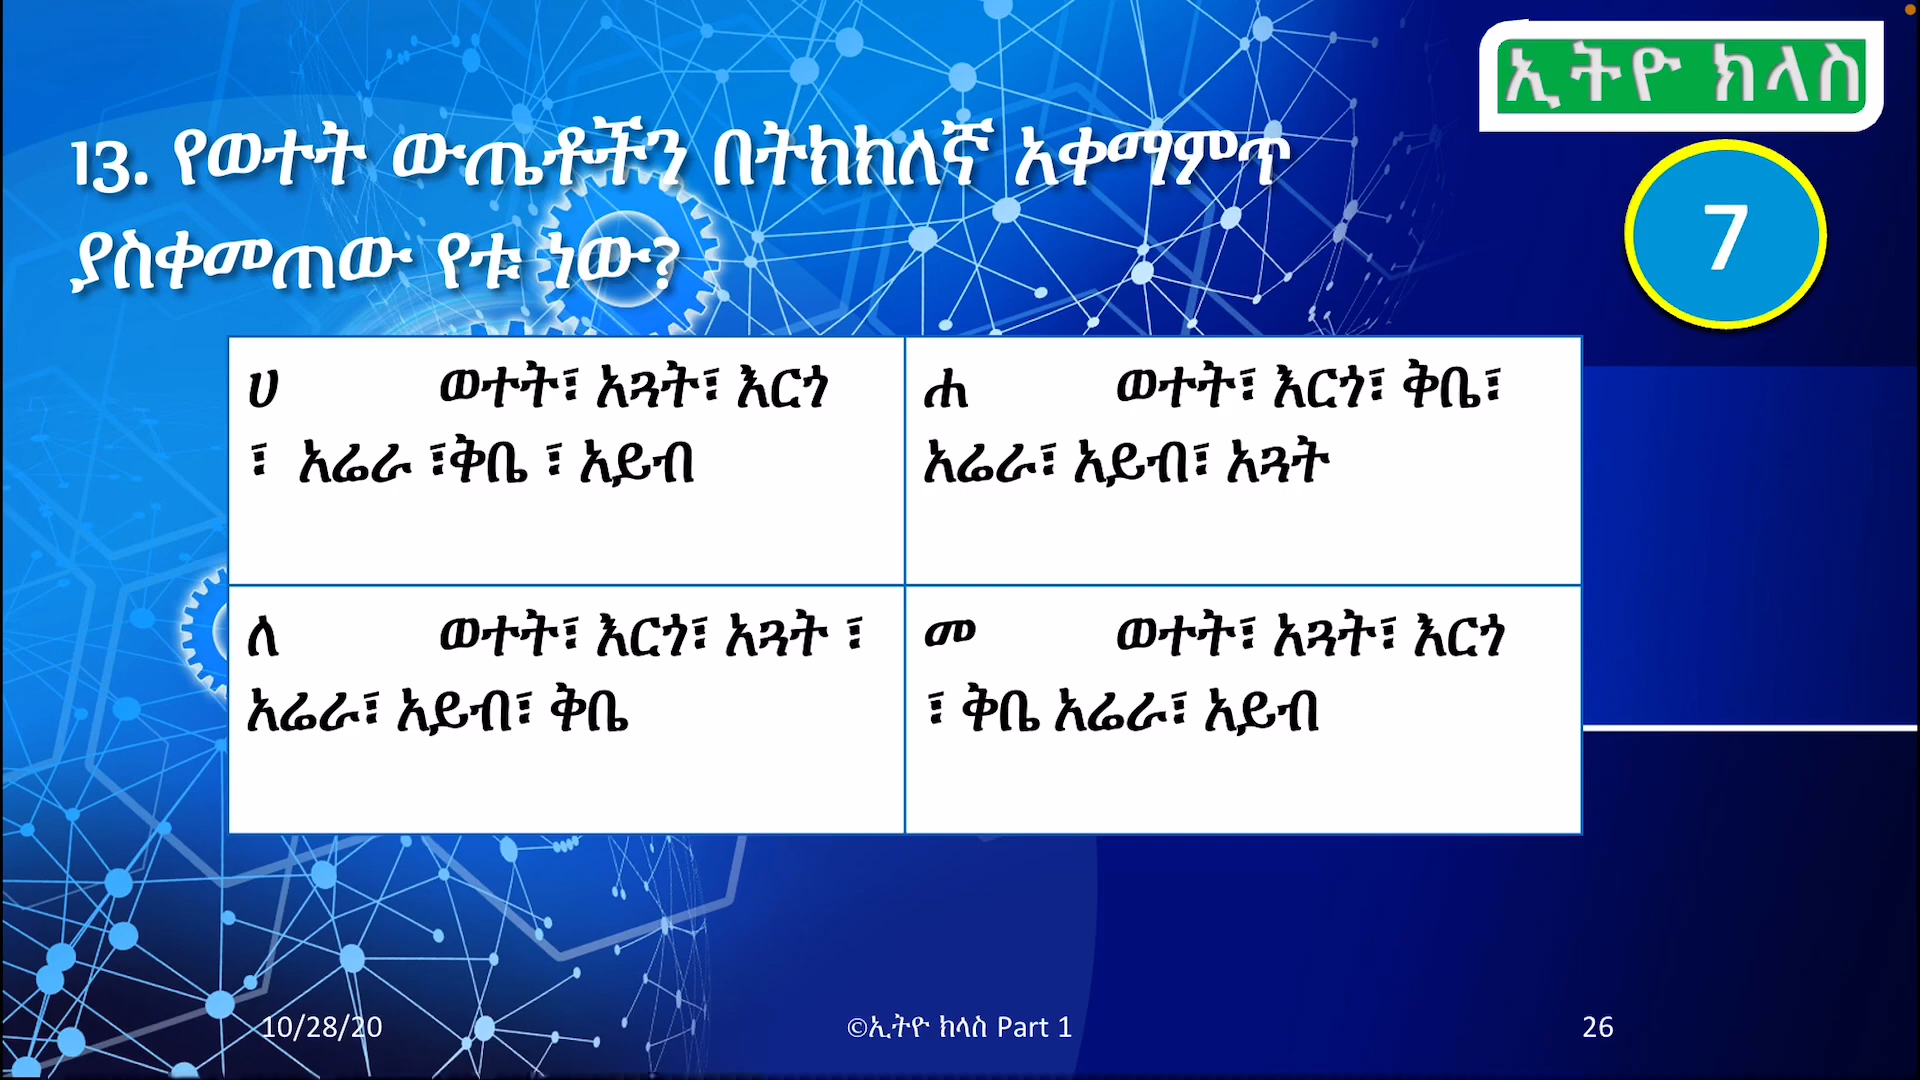 ኢትዮ ክላስ
13. የወተት ውጤቶችን በትክክለኛ አቀማምጥ
ያስቀመጠው የቱ ነው?
7
ሀ ወተት፣ አጓት፣ እርጎ
፣ አሬራ ፣ቅቤ ፣ አይብ
ሐ ወተት፣ እርጎ፣ ቅቤ፣
አሬራ፣ አይብ፣ አጓት
ለ ወተት፣ እርጎ፣ አጓት ፣
አሬራ፣ አይብ፣ ቅቤ
መ ወተት፣ አጓት፣ እርጎ
፣ ቅቤ አሬራ፣ አይብ
10/28/20
©ኢትዮ ክላስ Part 1
26